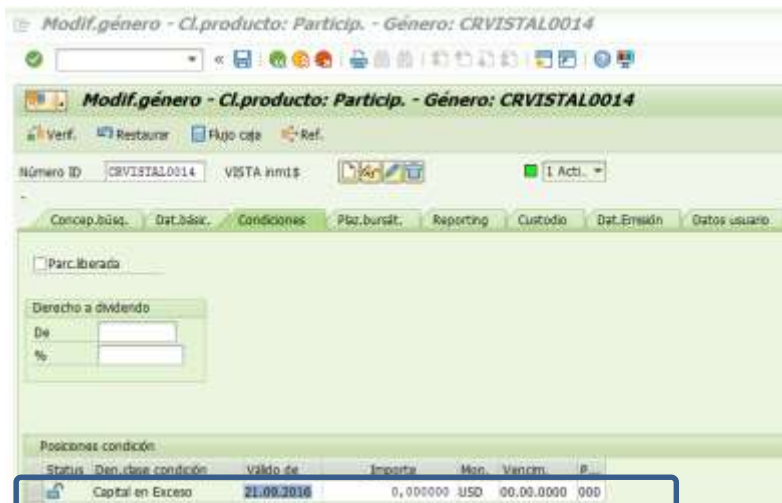 Modif.género - Cl.producto: Particip. - Género: CRVISTAL0014
Modif.género - Cl.producto: Particip. - Género: CRVISTAL0014
Verif. Restaurar Flujo caja Ref.
Número ID CRVISTAL0014 VISTA inm1$ 1 Acti.
Concep.búsq. Dat.básic. Condiciones Plaz.bursát. Reporting Custodio Dat.Emisión Datos usuario
Parc.liberada
Derecho a dividendo
De
%
Posiciones condición
Status Den.clase condición Válido de Importe Mon. Vencim. P...
Capital en Exceso 21.09.2016 0,000000 USD 00.00.0000 000